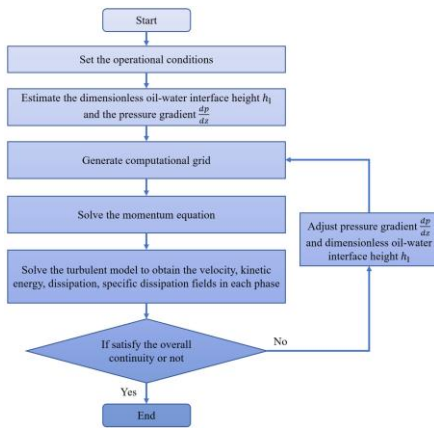 Start
Set the operational conditions
Estimate the dimensionless oil-water interface height h₁
and the pressure gradient dp/dz
Generate computational grid
Solve the momentum equation
Adjust pressure gradient dp/dz
and dimensionless oil-water
interface height h₁
Solve the turbulent model to obtain the velocity, kinetic
energy, dissipation, specific dissipation fields in each phase
If satisfy the overall
continuity or not
No
Yes
End